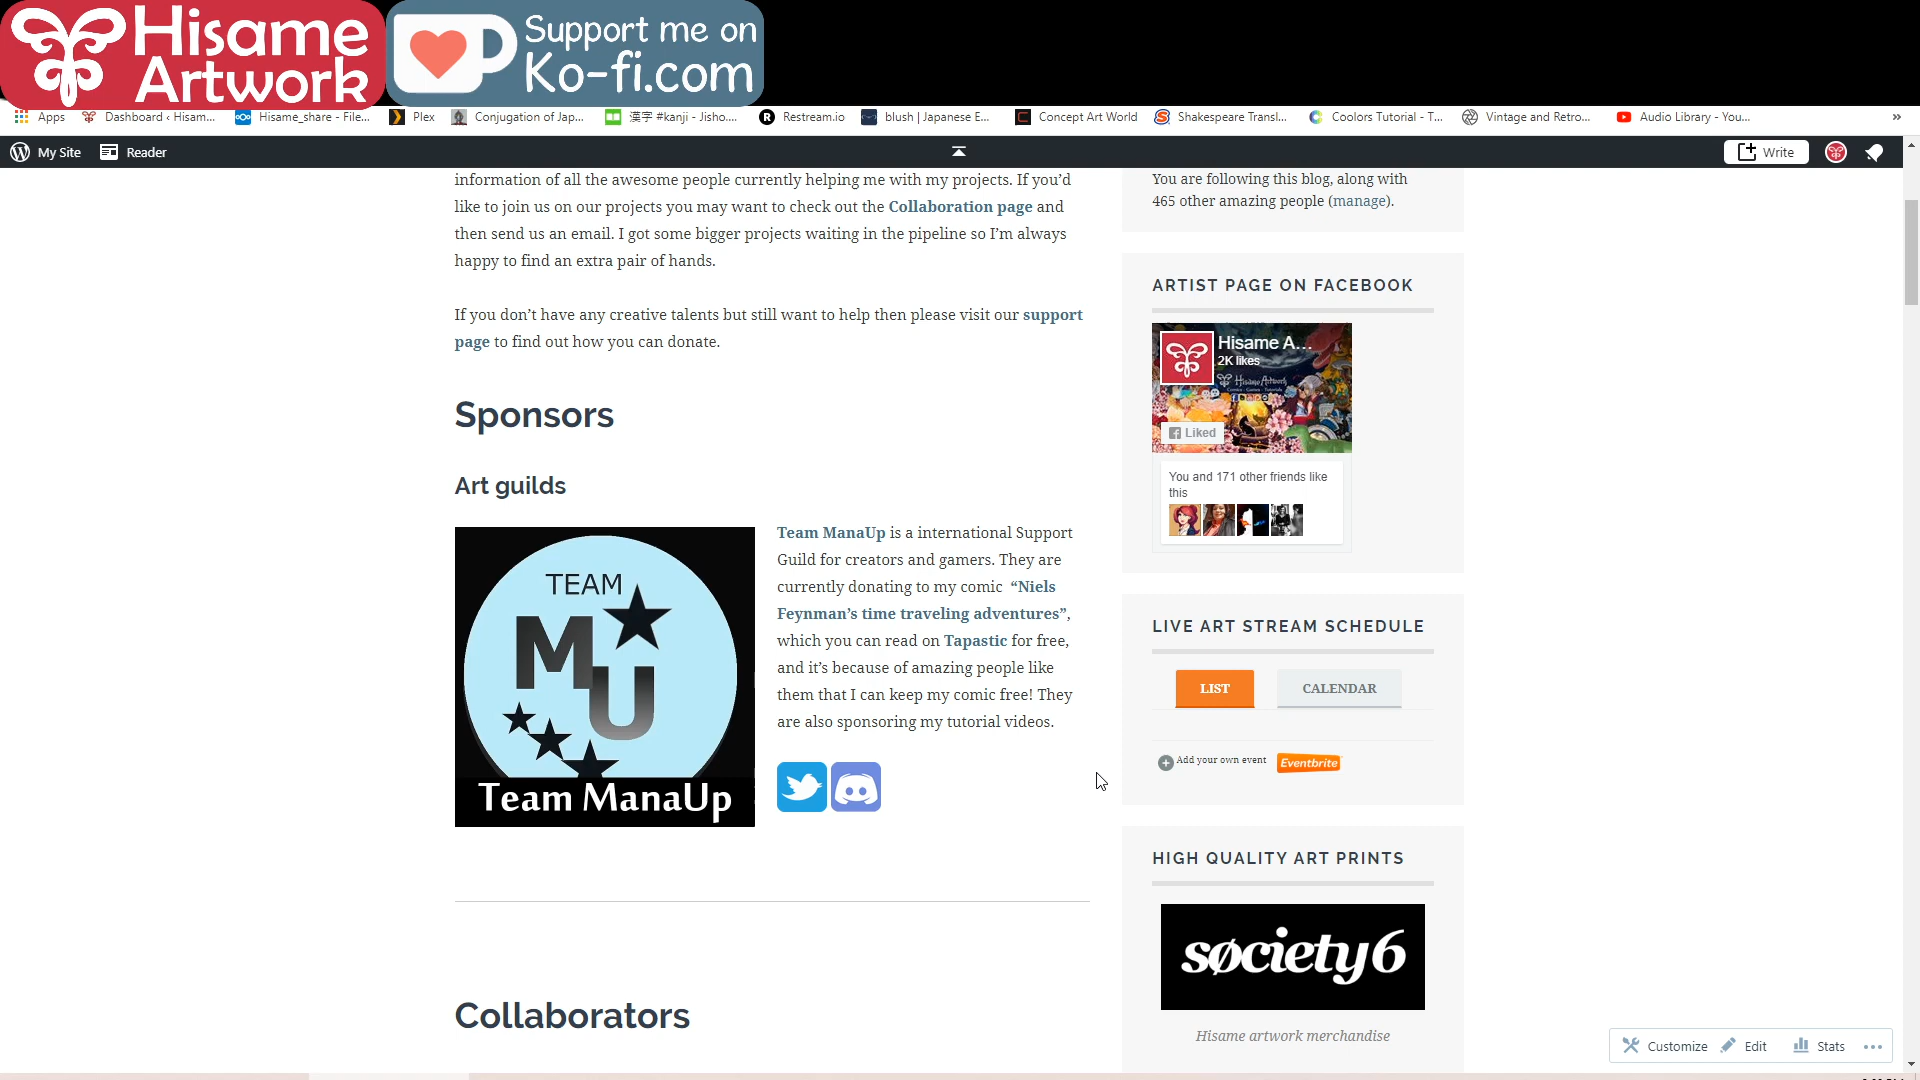 Hisame
Artwork
Support me on
Ko-fi.com
Apps
Dashboard ‹ Hisam...
Hisame_share - File...
Plex
Conjugation of Jap...
漢字 #kanji - Jisho....
Restream.io
blush | Japanese E...
Concept Art World
Shakespeare Transl...
Coolors Tutorial - T...
Vintage and Retro...
Audio Library - You...
»
My Site
Reader
Write
information of all the awesome people currently helping me with my projects. If you’d
like to join us on our projects you may want to check out the Collaboration page and
then send us an email. I got some bigger projects waiting in the pipeline so I’m always
happy to find an extra pair of hands.
If you don’t have any creative talents but still want to help then please visit our support
page to find out how you can donate.
Sponsors
Art guilds
TEAM
MU
Team ManaUp
Team ManaUp is a international Support
Guild for creators and gamers. They are
currently donating to my comic “Niels
Feynman’s time traveling adventures”,
which you can read on Tapastic for free,
and it’s because of amazing people like
them that I can keep my comic free! They
are also sponsoring my tutorial videos.
Collaborators
You are following this blog, along with
465 other amazing people (manage).
ARTIST PAGE ON FACEBOOK
Hisame A...
2K likes
Hisame Artwork
Comics · Games · Tutorials
Liked
You and 171 other friends like
this
LIVE ART STREAM SCHEDULE
LIST
CALENDAR
Add your own event
Eventbrite
HIGH QUALITY ART PRINTS
søciety6
Hisame artwork merchandise
Customize
Edit
Stats